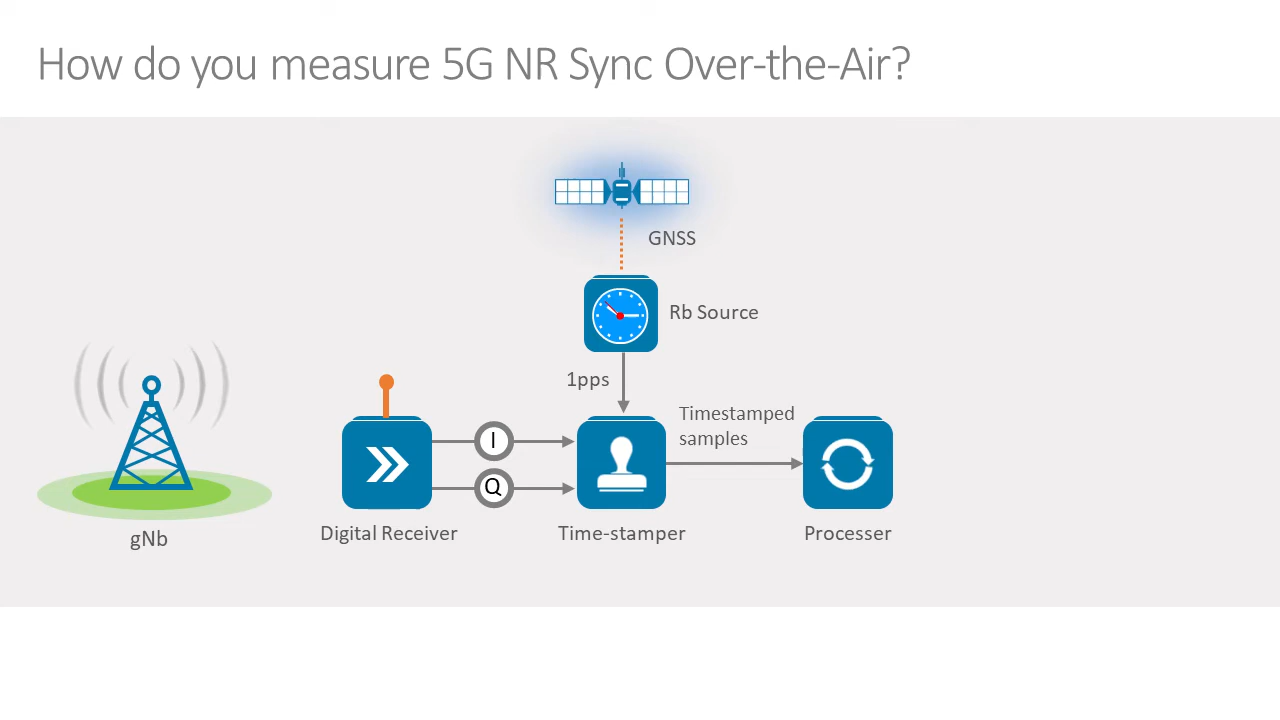 How do you measure 5G NR Sync Over-the-Air?
GNSS
Rb Source
1pps
Timestamped
samples
I
Q
gNb
Digital Receiver
Time-stamper
Processer